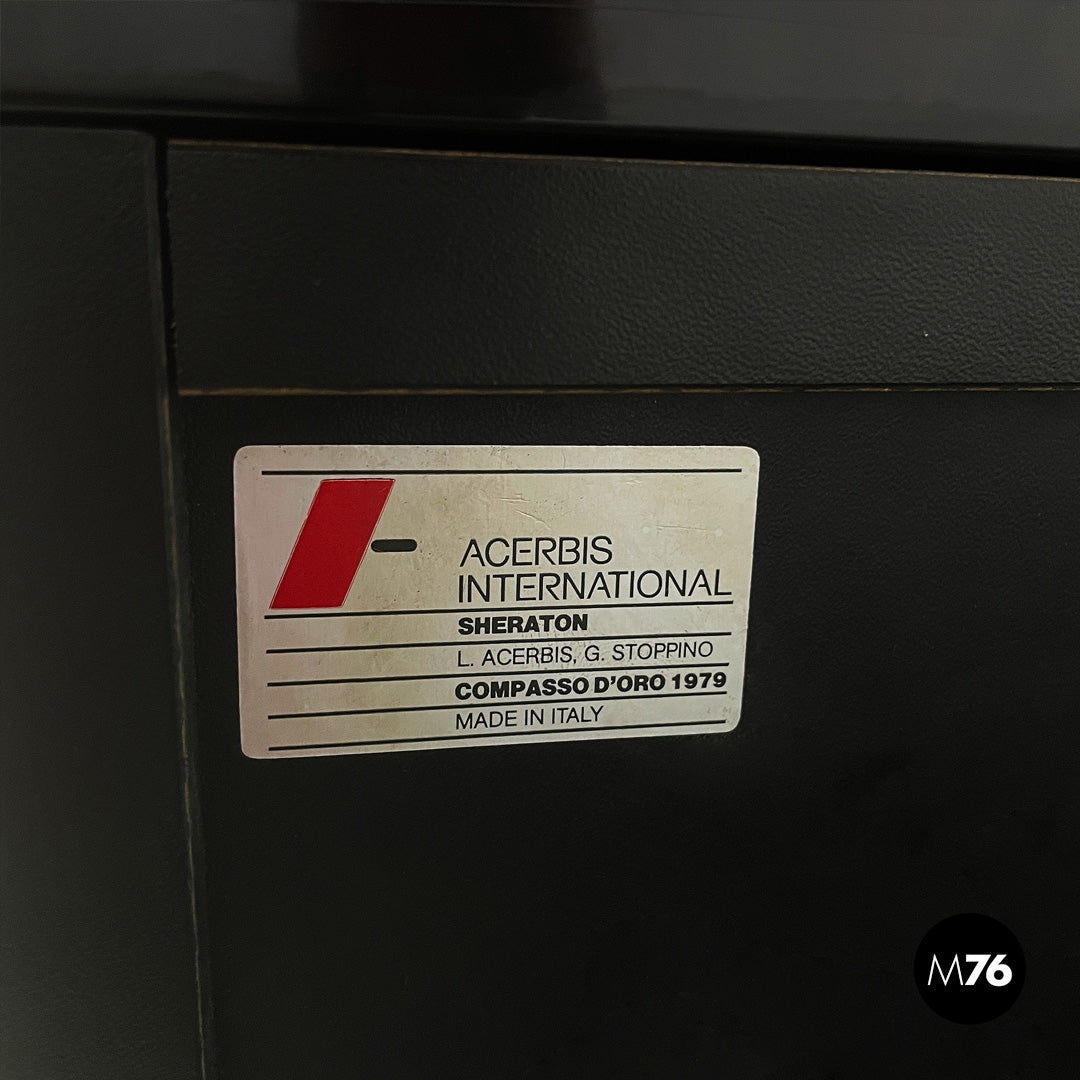 ACERBIS
INTERNATIONAL
SHERATON
L. ACERBIS, G. STOPPINO
COMPASSO D'ORO 1979
MADE IN ITALY
M76